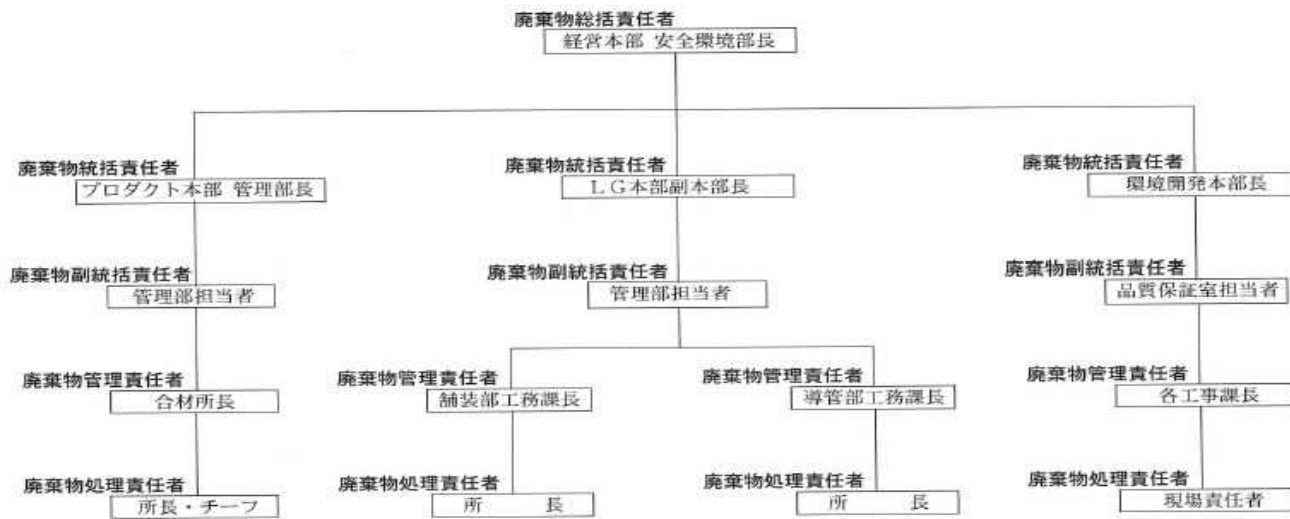 廃棄物総括責任者
経営本部 安全環境部長
廃棄物統括責任者
プロダクト本部 管理部長
廃棄物統括責任者
LG本部副本部長
廃棄物統括責任者
環境開発本部長
廃棄物副統括責任者
管理部担当者
廃棄物副統括責任者
管理部担当者
廃棄物副統括責任者
品質保証室担当者
廃棄物管理責任者
合材所長
廃棄物管理責任者
舗装部工務課長
廃棄物管理責任者
導管部工務課長
廃棄物管理責任者
各工事課長
廃棄物処理責任者
所長・チーフ
廃棄物処理責任者
所 長
廃棄物処理責任者
所 長
廃棄物処理責任者
現場責任者